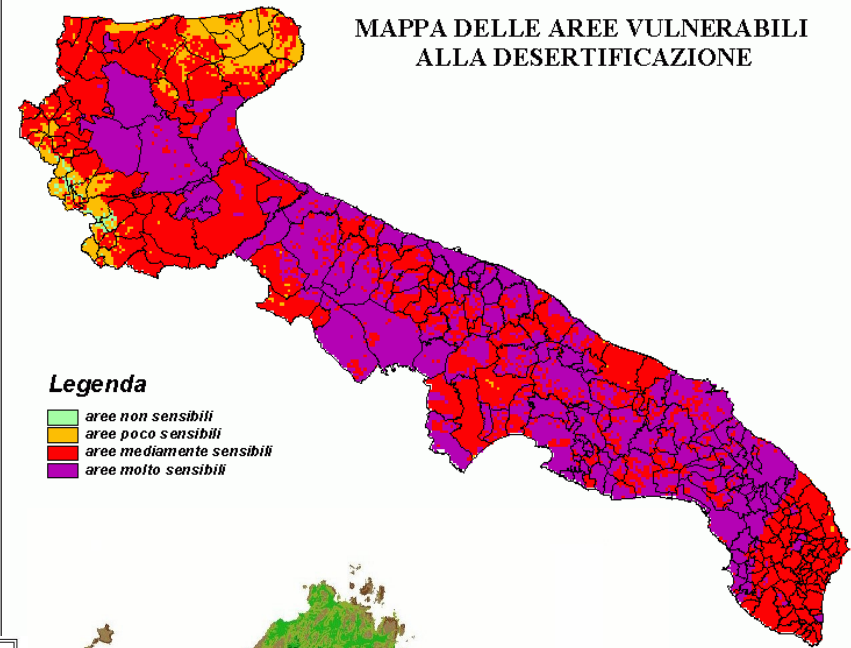 MAPPA DELLE AREE VULNERABILI
ALLA DESERTIFICAZIONE
Legenda
aree non sensibili
aree poco sensibili
aree mediamente sensibili
aree molto sensibili